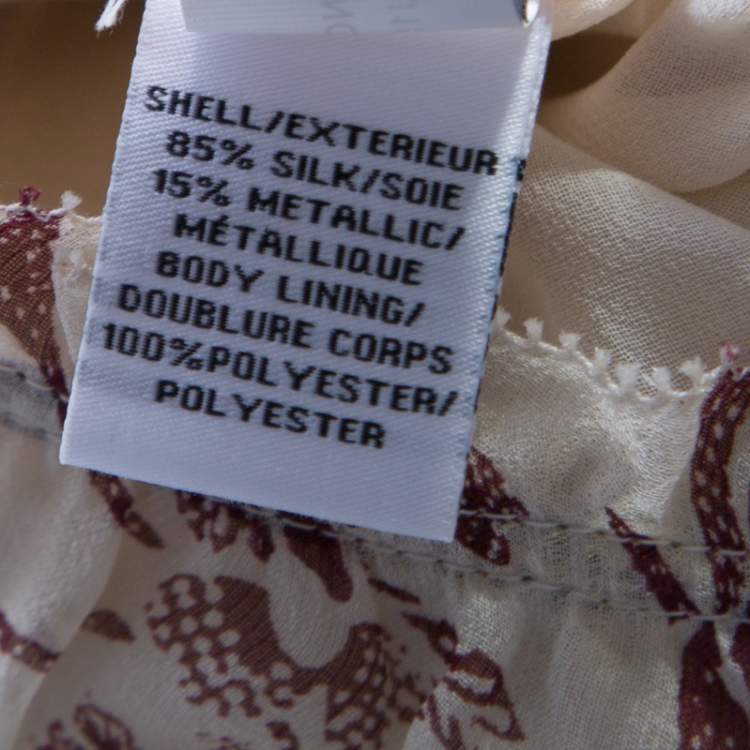 SHELL/EXTERIEUR
85% SILK/SOIE
15% METALLIC/
MÉTALLIQUE
BODY LINING/
DOUBLURE CORPS
100%POLYESTER/
POLYESTER